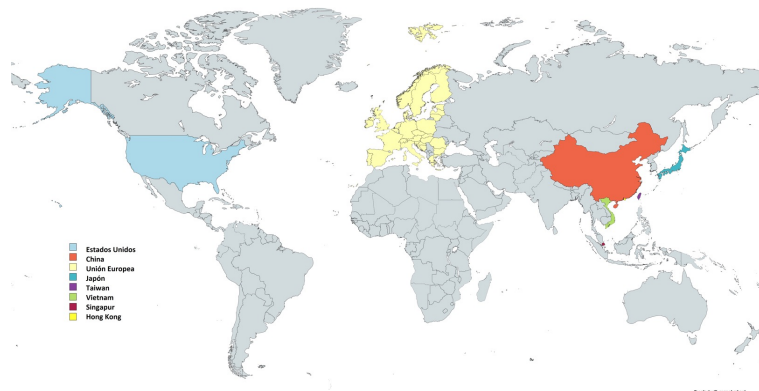 Estados Unidos
China
Unión Europea
Japón
Taiwan
Vietnam
Singapur
Hong Kong